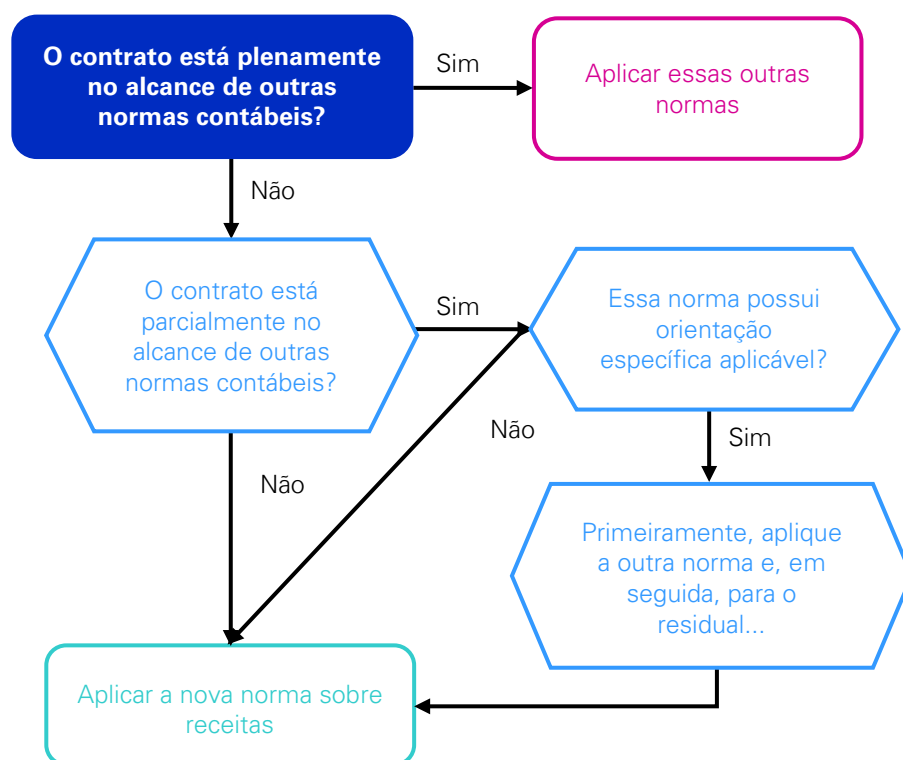 O contrato está plenamente
no alcance de outras
normas contábeis?
Sim
Aplicar essas outras
normas
Não
O contrato está
parcialmente no
alcance de outras
normas contábeis?
Sim
Essa norma possui
orientação
específica aplicável?
Não
Não
Sim
Primeiramente, aplique
a outra norma e, em
seguida, para o
residual...
Aplicar a nova norma sobre
receitas